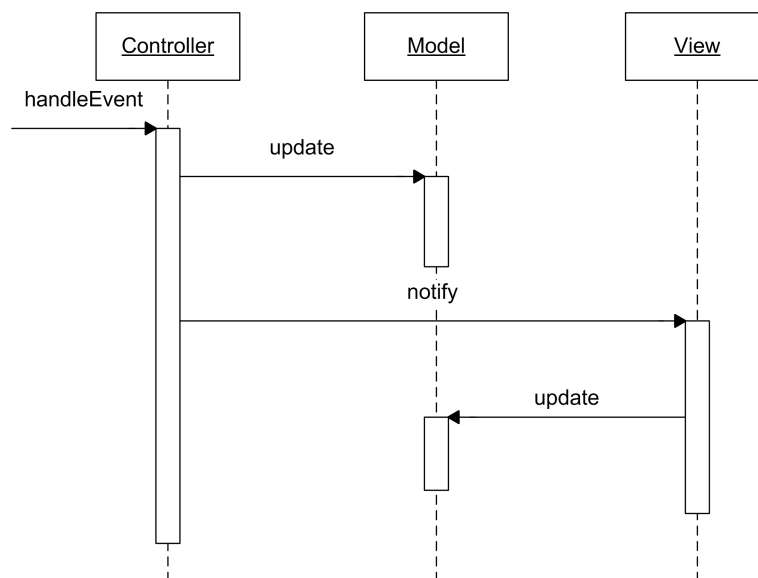 Controller
Model
View
handleEvent
update
notify
update